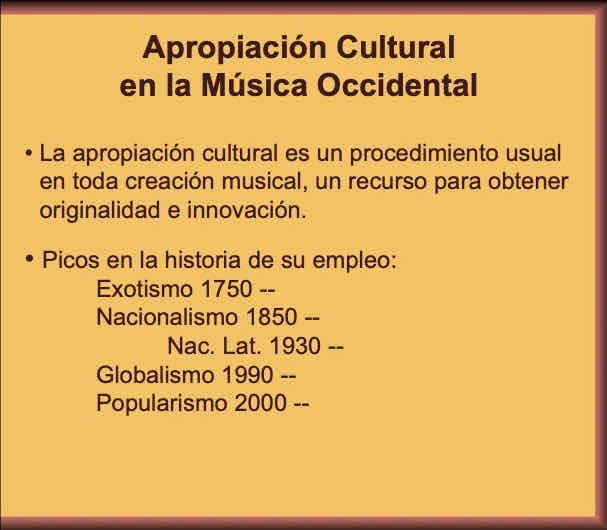 Apropiación Cultural
en la Música Occidental
• La apropiación cultural es un procedimiento usual
en toda creación musical, un recurso para obtener
originalidad e innovación.
• Picos en la historia de su empleo:
Exotismo 1750 --
Nacionalismo 1850 --
Nac. Lat. 1930 --
Globalismo 1990 --
Popularismo 2000 --